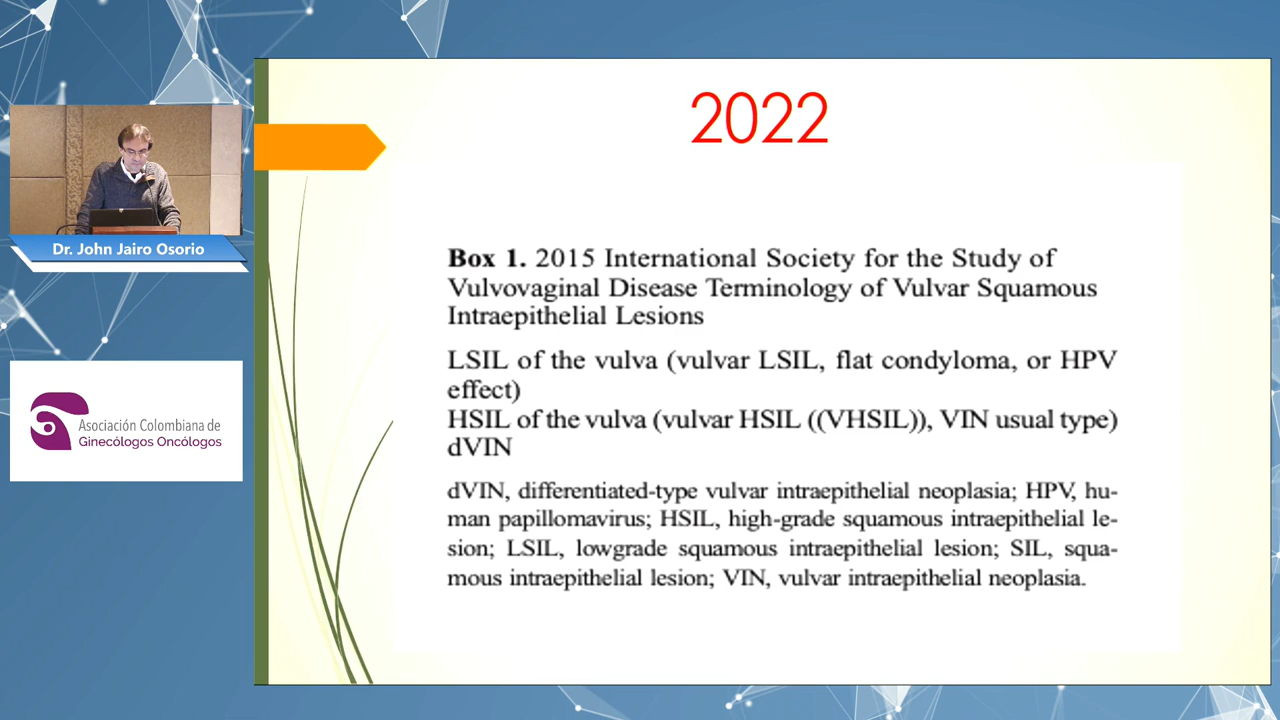 2022
Dr. John Jairo Osorio
Asociación Colombiana de
Ginecólogos Oncólogos
Box 1. 2015 International Society for the Study of
Vulvovaginal Disease Terminology of Vulvar Squamous
Intraepithelial Lesions
LSIL of the vulva (vulvar LSIL, flat condyloma, or HPV
effect)
HSIL of the vulva (vulvar HSIL ((VHSIL)), VIN usual type)
dVIN
dVIN, differentiated-type vulvar intraepithelial neoplasia; HPV, hu-
man papillomavirus; HSIL, high-grade squamous intraepithelial le-
sion; LSIL, lowgrade squamous intraepithelial lesion; SIL, squa-
mous intraepithelial lesion; VIN, vulvar intraepithelial neoplasia.